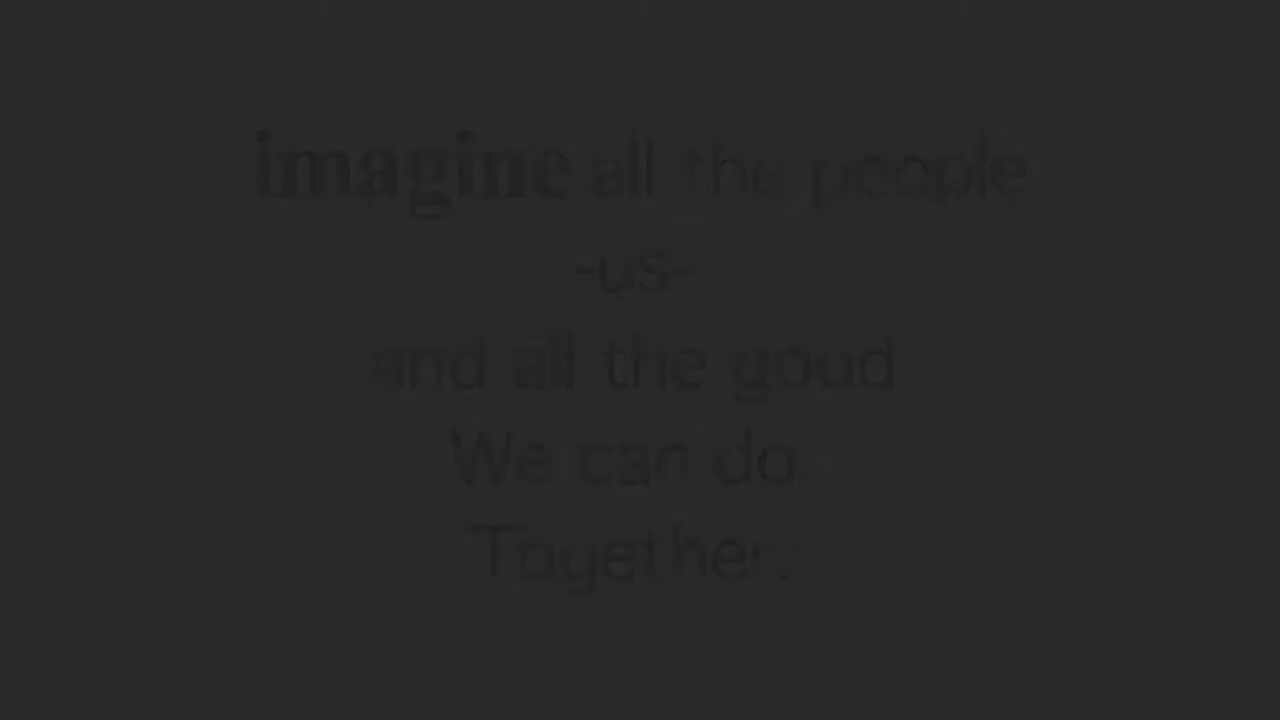 imagine all the people
-us-
and all the good
We can do.
Together.